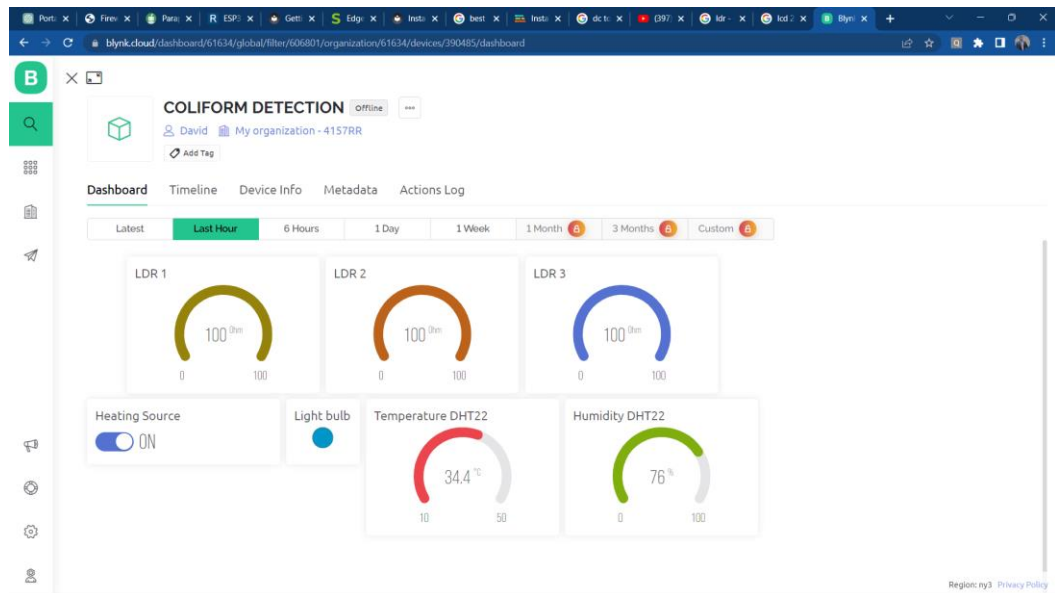 Port
Firev
Para
R ESP3
Getti
S Edge
Insta
best
Insta
dc to
(397)
ldr -
lcd 2
Blyn
blynk.cloud/dashboard/61634/global/filter/606801/organization/61634/devices/390485/dashboard
B
COLIFORM DETECTION Offline
David My organization - 4157RR
Add Tag
Dashboard Timeline Device Info Metadata Actions Log
Latest Last Hour 6 Hours 1 Day 1 Week 1 Month 3 Months Custom
LDR 1
100 Ohm
0 100
LDR 2
100 Ohm
0 100
LDR 3
100 Ohm
0 100
Heating Source
ON
Light bulb
Temperature DHT22
34.4 °C
10 50
Humidity DHT22
76 %
0 100
Region: ny3 Privacy Policy